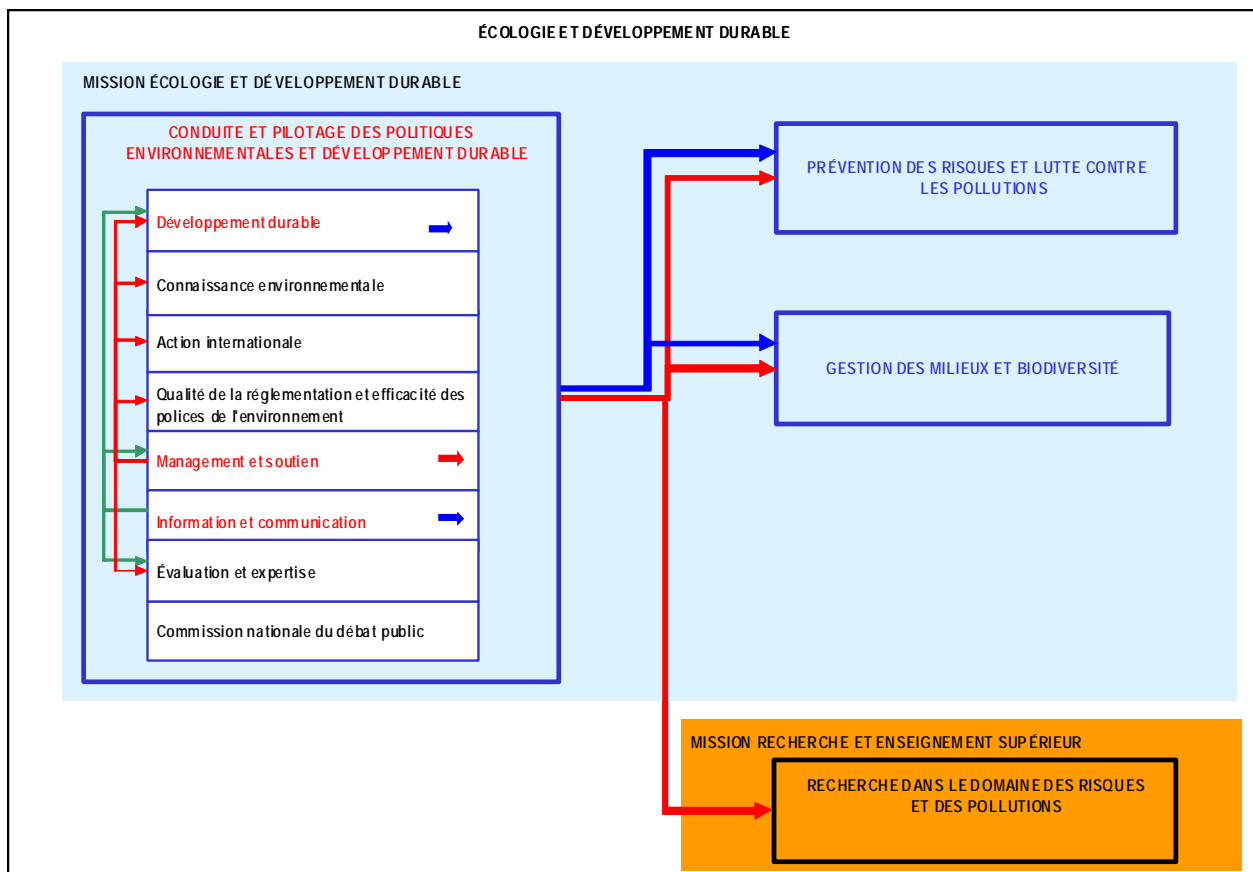 ÉCOLOGIE ET DÉVELOPPEMENT DURABLE
MISSION ÉCOLOGIE ET DÉVELOPPEMENT DURABLE
CONDUITE ET PILOTAGE DES POLITIQUES
ENVIRONNEMENTALES ET DÉVELOPPEMENT DURABLE
Développement durable
Connaissance environnementale
Action internationale
Qualité de la réglementation et efficacité des
polices de l'environnement
Management et soutien
Information et communication
Évaluation et expertise
Commission nationale du débat public
PRÉVENTION DES RISQUES ET LUTTE CONTRE
LES POLLUTIONS
GESTION DES MILIEUX ET BIODIVERSITÉ
MISSION RECHERCHE ET ENSEIGNEMENT SUPÉRIEUR
RECHERCHE DANS LE DOMAINE DES RISQUES
ET DES POLLUTIONS